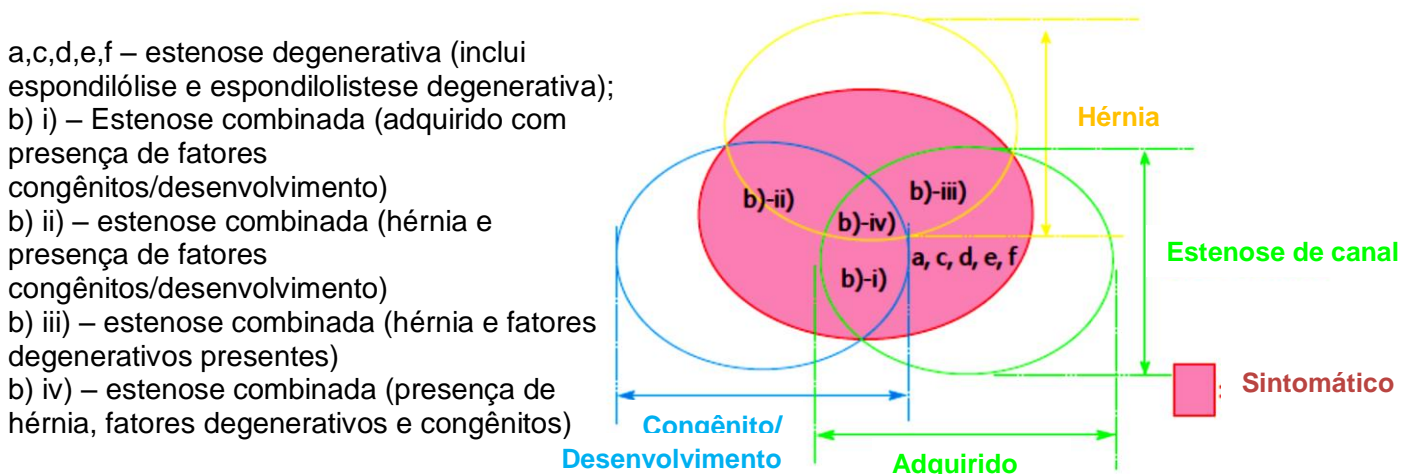 a,c,d,e,f – estenose degenerativa (inclui
espondilólise e espondilolistese degenerativa);
b) i) – Estenose combinada (adquirido com
presença de fatores
congênitos/desenvolvimento)
b) ii) – estenose combinada (hérnia e
presença de fatores
congênitos/desenvolvimento)
b) iii) – estenose combinada (hérnia e fatores
degenerativos presentes)
b) iv) – estenose combinada (presença de
hérnia, fatores degenerativos e congênitos)
Hérnia
b)-ii)
b)-iii)
b)-iv)
a, c, d, e, f
b)-i)
Estenose de canal
: Sintomático
Congênito/
Desenvolvimento
Adquirido